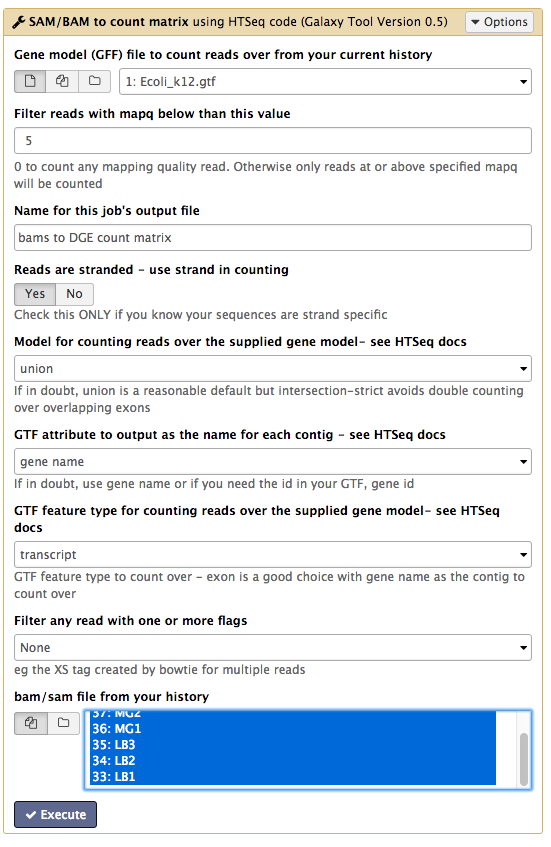 SAM/BAM to count matrix using HTSeq code (Galaxy Tool Version 0.5)
Options
Gene model (GFF) file to count reads over from your current history
1: Ecoli_k12.gtf
Filter reads with mapq below than this value
5
0 to count any mapping quality read. Otherwise only reads at or above specified mapq
will be counted
Name for this job's output file
bams to DGE count matrix
Reads are stranded - use strand in counting
Yes No
Check this ONLY if you know your sequences are strand specific
Model for counting reads over the supplied gene model- see HTSeq docs
union
If in doubt, union is a reasonable default but intersection-strict avoids double counting
over overlapping exons
GTF attribute to output as the name for each contig - see HTSeq docs
gene name
If in doubt, use gene name or if you need the id in your GTF, gene id
GTF feature type for counting reads over the supplied gene model- see HTSeq
docs
transcript
GTF feature type to count over - exon is a good choice with gene name as the contig to
count over
Filter any read with one or more flags
None
eg the XS tag created by bowtie for multiple reads
bam/sam file from your history
37: MG2
36: MG1
35: LB3
34: LB2
33: LB1
Execute